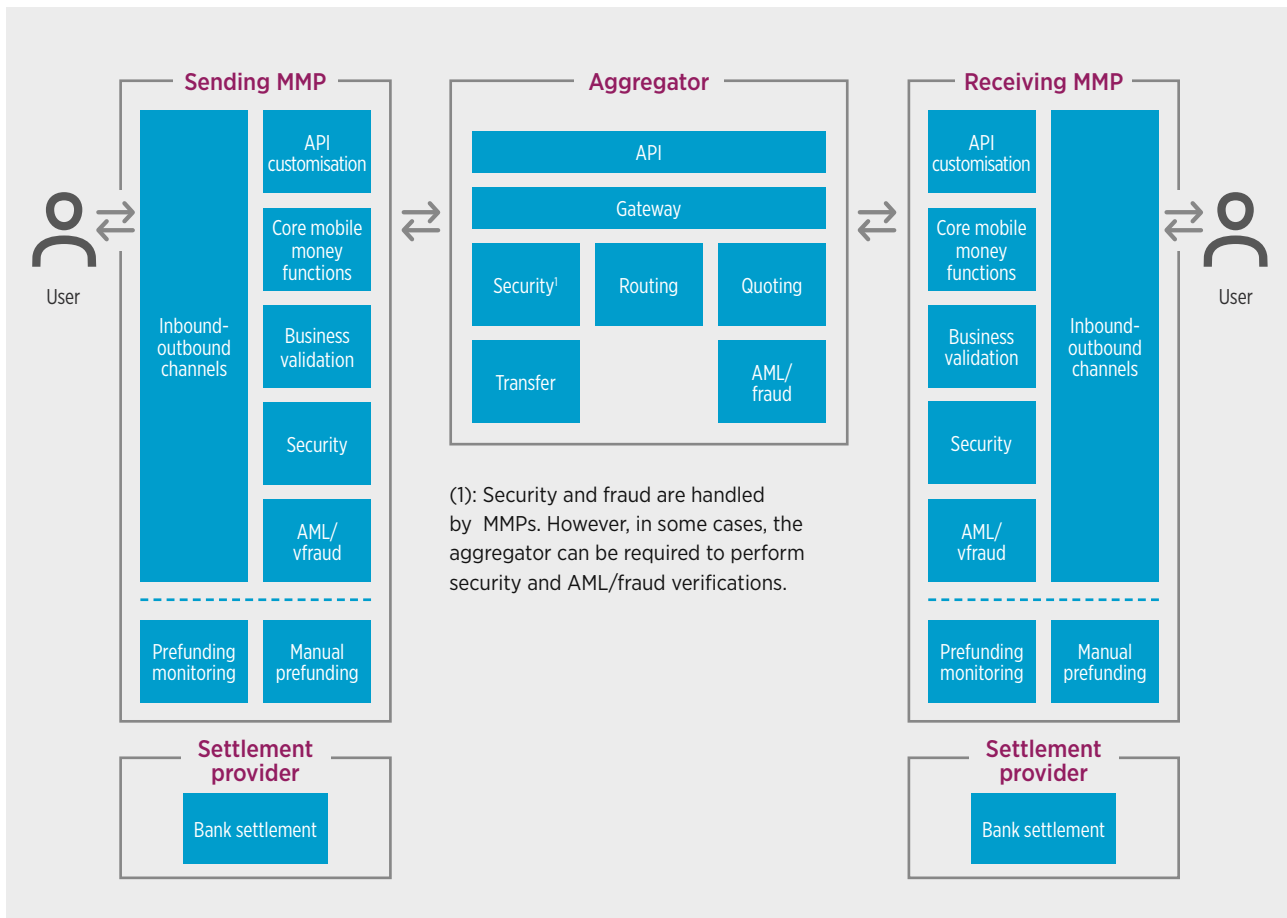 Sending MMP
Inbound-
outbound
channels
API
customisation
Core mobile
money
functions
Business
validation
Security
AML/
vfraud
Prefunding
monitoring
Manual
prefunding
User
Settlement
provider
Bank settlement
Aggregator
API
Gateway
Security¹
Routing
Quoting
Transfer
AML/
fraud
(1): Security and fraud are handled
by MMPs. However, in some cases, the
aggregator can be required to perform
security and AML/fraud verifications.
Receiving MMP
API
customisation
Core mobile
money
functions
Business
validation
Security
AML/
vfraud
Inbound-
outbound
channels
Prefunding
monitoring
Manual
prefunding
User
Settlement
provider
Bank settlement